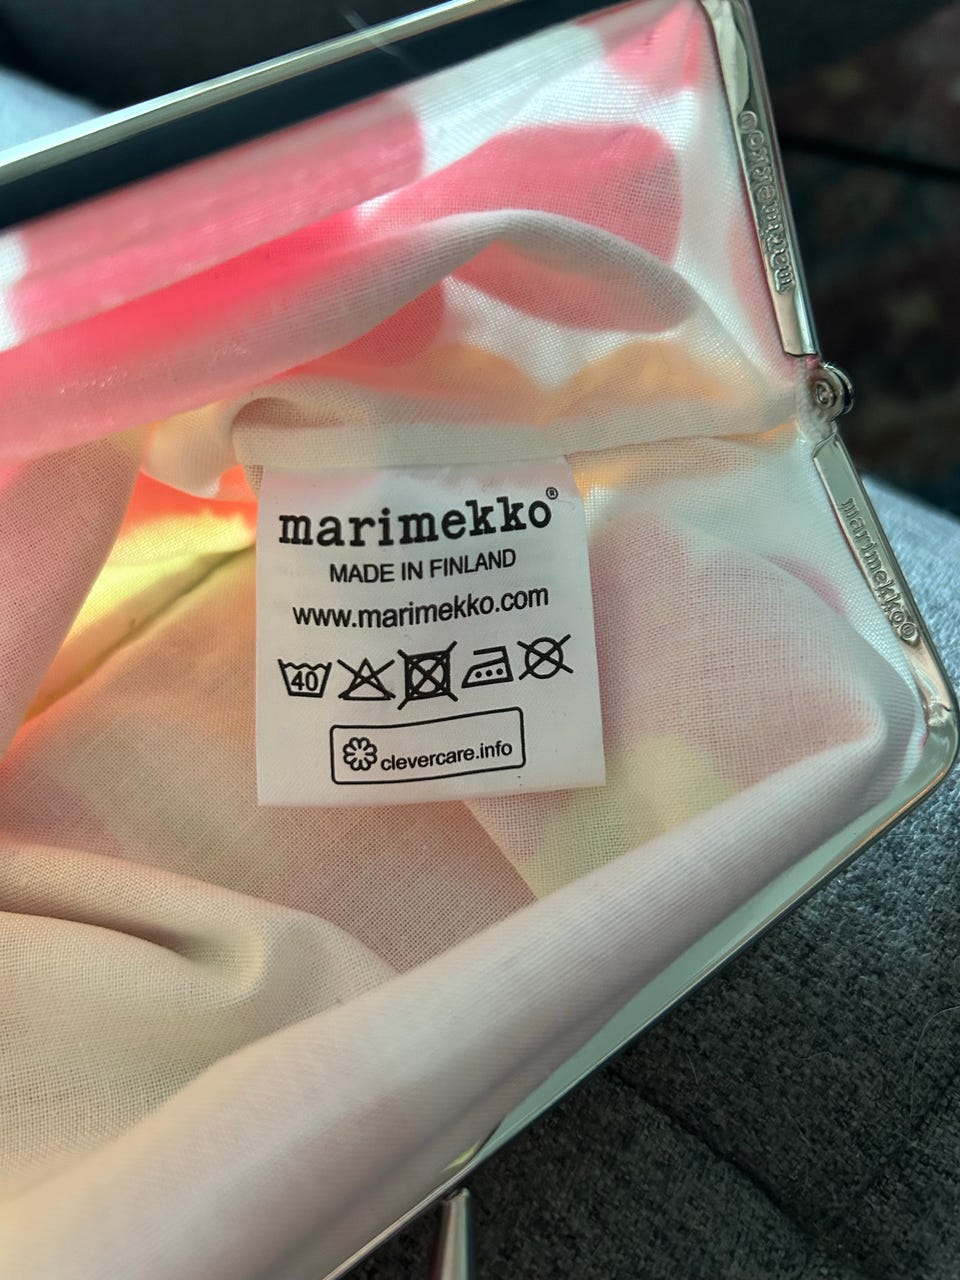 marimekko®
marimekko®
MADE IN FINLAND
www.marimekko.com
40
clevercare.info
marimekko®